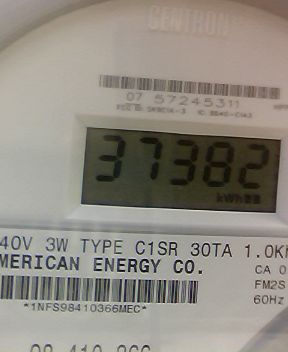 CENTRON
07 57245311
37382
kWh
40V 3W TYPE C1SR 30TA 1.0K
MERICAN ENERGY CO.
CA 0
FM2S
60Hz
*1NFS98410366MEC*